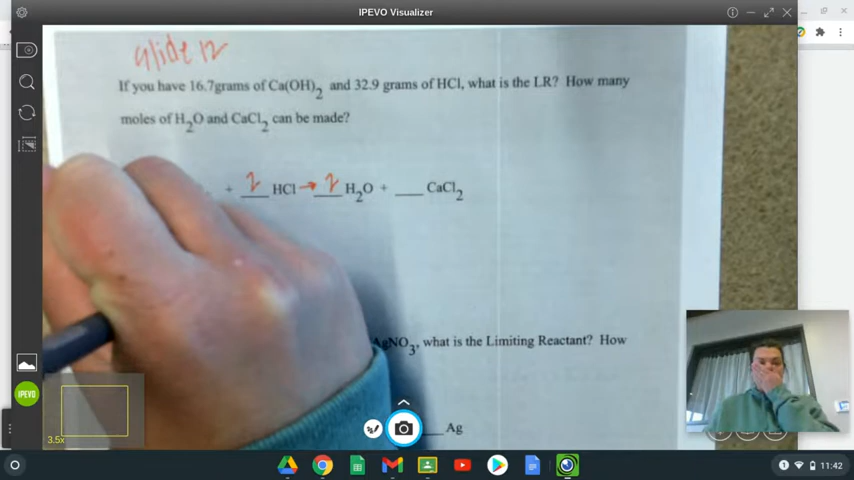 IPEVO Visualizer
Slide 12
If you have 16.7grams of Ca(OH)₂ and 32.9 grams of HCl, what is the LR? How many
moles of H₂O and CaCl₂ can be made?
+ 2 HCl → 2 H₂O + ___ CaCl₂
AgNO₃, what is the Limiting Reactant? How
Ag
IPEVO
3.5x
11:42